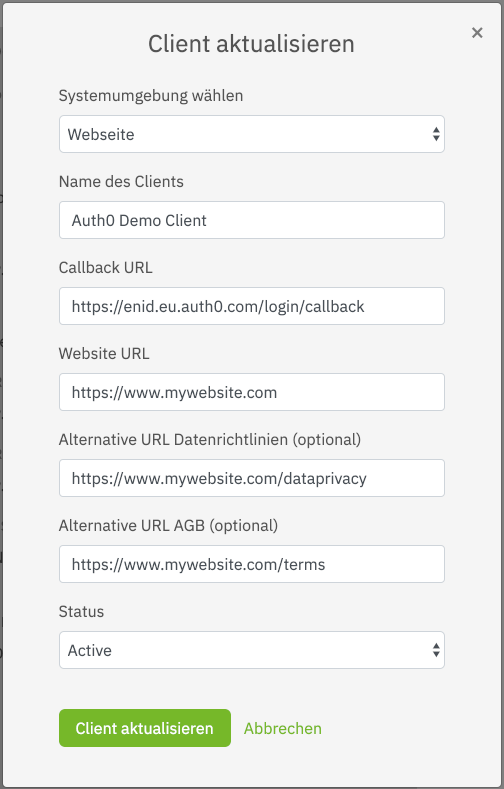 Client aktualisieren
×
Systemumgebung wählen
Webseite
Name des Clients
Auth0 Demo Client
Callback URL
https://enid.eu.auth0.com/login/callback
Website URL
https://www.mywebsite.com
Alternative URL Datenrichtlinien (optional)
https://www.mywebsite.com/dataprivacy
Alternative URL AGB (optional)
https://www.mywebsite.com/terms
Status
Active
Client aktualisieren Abbrechen